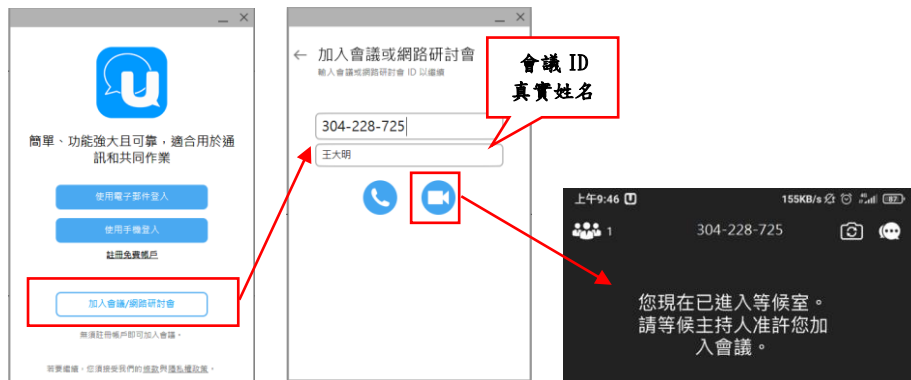 U
簡單、功能強大且可靠，適合用於通
訊和共同作業
使用電子郵件登入
使用手機登入
註冊免費帳戶
加入會議/網路研討會
無須註冊帳戶即可加入會議。
若要繼續，您須接受我們的條款與隱私權政策。
← 加入會議或網路研討會
輸入會議或網路研討會 ID 以繼續
304-228-725
王大明
會議 ID
真實姓名
上午9:46 155KB/s 4G 87
1 304-228-725
您現在已進入等候室。
請等候主持人准許您加
入會議。